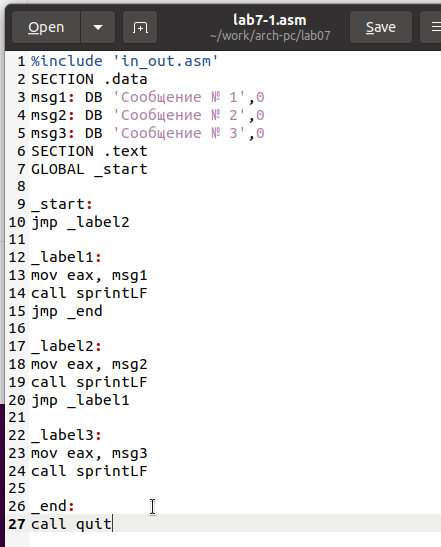 Open
lab7-1.asm
~/work/arch-pc/lab07
Save
1 %include 'in_out.asm'
2 SECTION .data
3 msg1: DB 'Сообщение № 1',0
4 msg2: DB 'Сообщение № 2',0
5 msg3: DB 'Сообщение № 3',0
6 SECTION .text
7 GLOBAL _start
8
9 _start:
10 jmp _label2
11
12 _label1:
13 mov eax, msg1
14 call sprintLF
15 jmp _end
16
17 _label2:
18 mov eax, msg2
19 call sprintLF
20 jmp _label1
21
22 _label3:
23 mov eax, msg3
24 call sprintLF
25
26 _end:
27 call quit